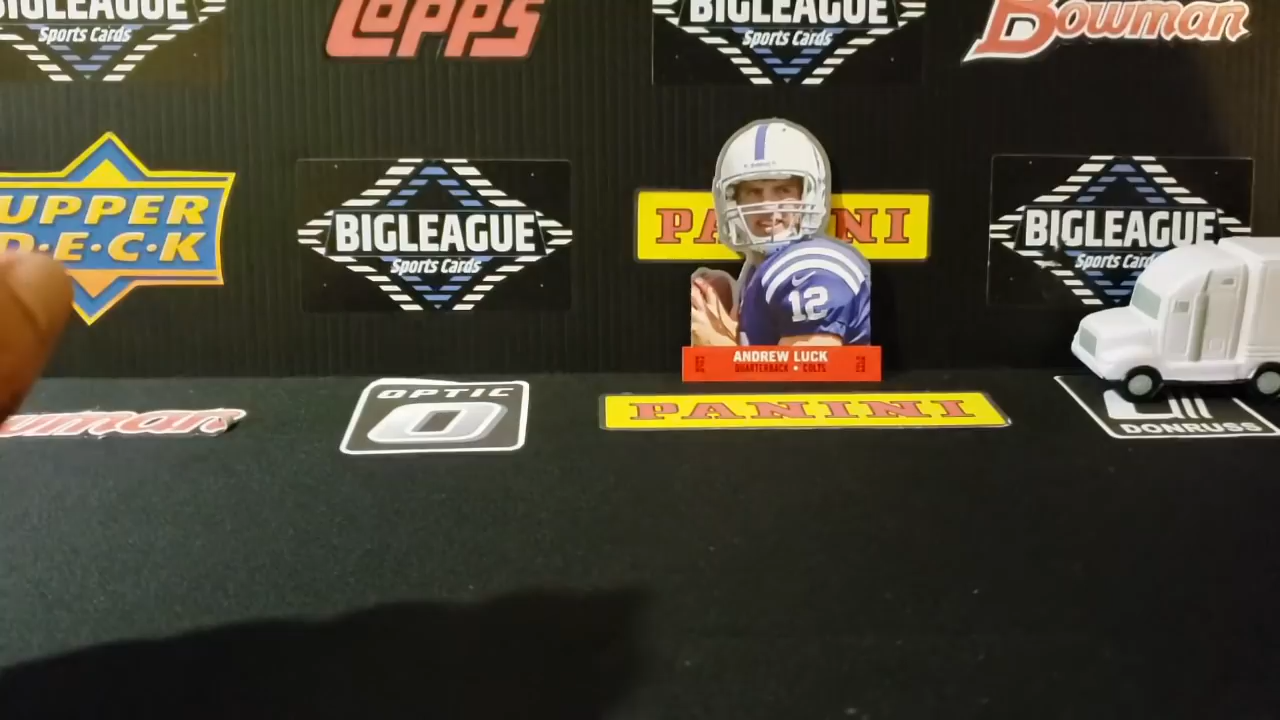 BIGLEAGUE
Sports Cards
TOPPS
BIGLEAGUE
Sports Cards
Bowman
UPPER
D·E·C·K
BIGLEAGUE
Sports Cards
PANINI
12
ANDREW LUCK
QUARTERBACK • COLTS
BIGLEAGUE
Sports Cards
wman
OPTIC
O
PANINI
DONRUSS